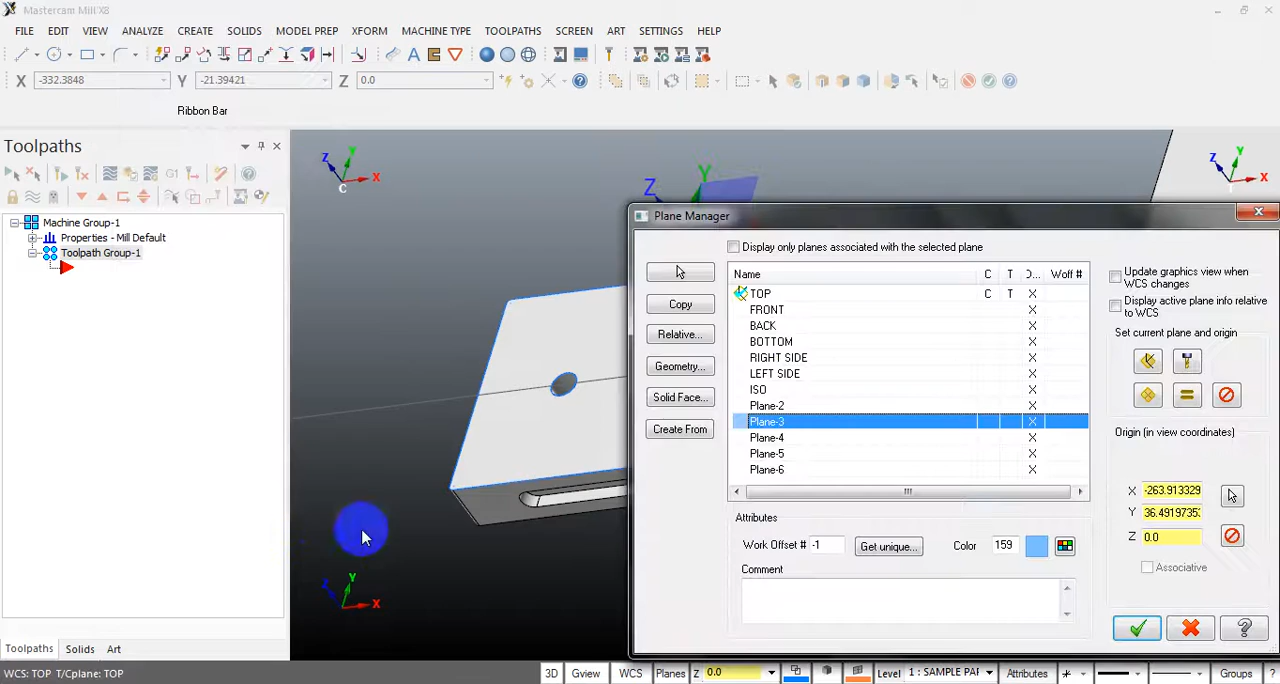 Mastercam Mill X8
FILE EDIT VIEW ANALYZE CREATE SOLIDS MODEL PREP XFORM MACHINE TYPE TOOLPATHS SCREEN ART SETTINGS HELP
X -332.3848 Y -21.39421 Z 0.0
Ribbon Bar
Toolpaths
Machine Group-1
Properties - Mill Default
Toolpath Group-1
Z Y X C
Z Y
Z Y X T
Z Y X
Plane Manager
Display only planes associated with the selected plane
Copy
Relative...
Geometry...
Solid Face...
Create From
Name C T D... Woff #
TOP C T X
FRONT X
BACK X
BOTTOM X
RIGHT SIDE X
LEFT SIDE X
ISO X
Plane-2 X
Plane-3 X
Plane-4 X
Plane-5 X
Plane-6 X
Update graphics view when
WCS changes
Display active plane info relative
to WCS
Set current plane and origin
Origin (in view coordinates)
X -263.913329
Y 36.4919735
Z 0.0
Associative
Attributes
Work Offset # -1 Get unique... Color 159
Comment
Toolpaths Solids Art
WCS: TOP T/Cplane: TOP
3D Gview WCS Planes Z 0.0 Level 1 : SAMPLE PAR Attributes Groups ?